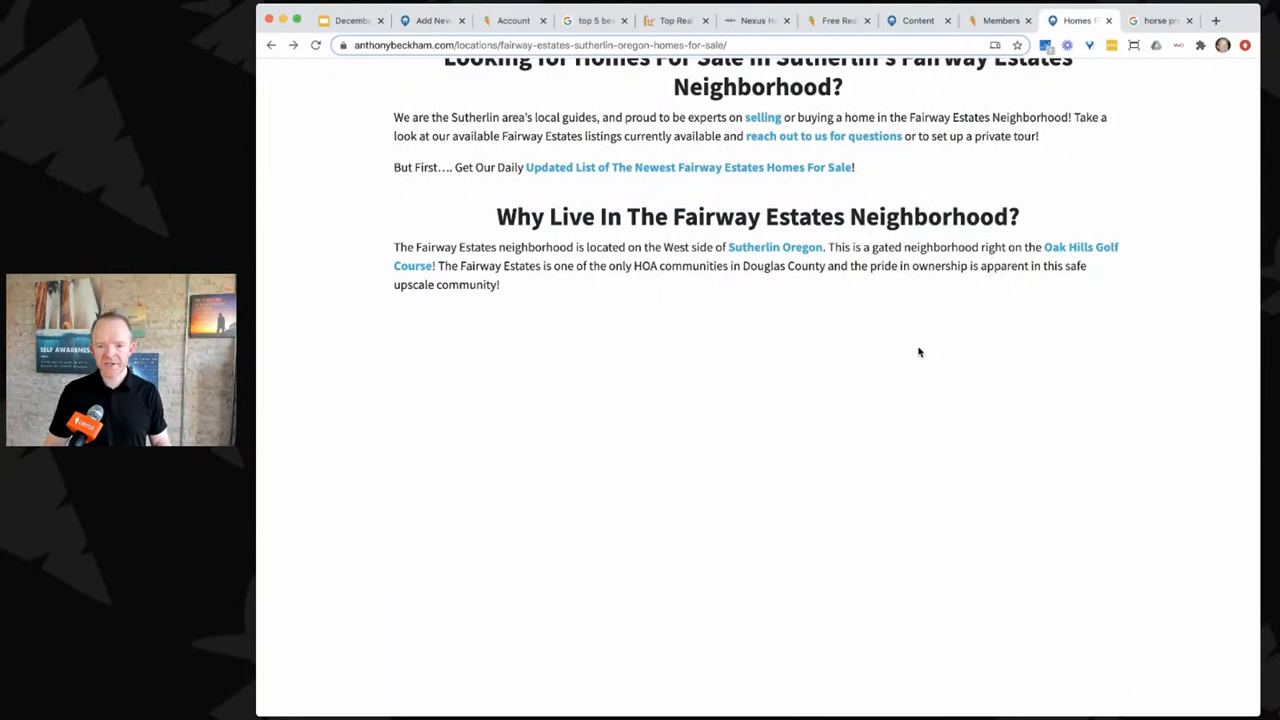 Decemb
Add New
Account
top 5 bes
Top Real
Nexus Ho
Free Rea
Content
Members
Homes F
horse pr
anthonybeckham.com/locations/fairway-estates-sutherlin-oregon-homes-for-sale/
Looking for Homes For Sale in Sutherlin's Fairway Estates
Neighborhood?
We are the Sutherlin area's local guides, and proud to be experts on selling or buying a home in the Fairway Estates Neighborhood! Take a
look at our available Fairway Estates listings currently available and reach out to us for questions or to set up a private tour!
But First…. Get Our Daily Updated List of The Newest Fairway Estates Homes For Sale!
Why Live In The Fairway Estates Neighborhood?
The Fairway Estates neighborhood is located on the West side of Sutherlin Oregon. This is a gated neighborhood right on the Oak Hills Golf
Course! The Fairway Estates is one of the only HOA communities in Douglas County and the pride in ownership is apparent in this safe
upscale community!
SELF AWARENESS